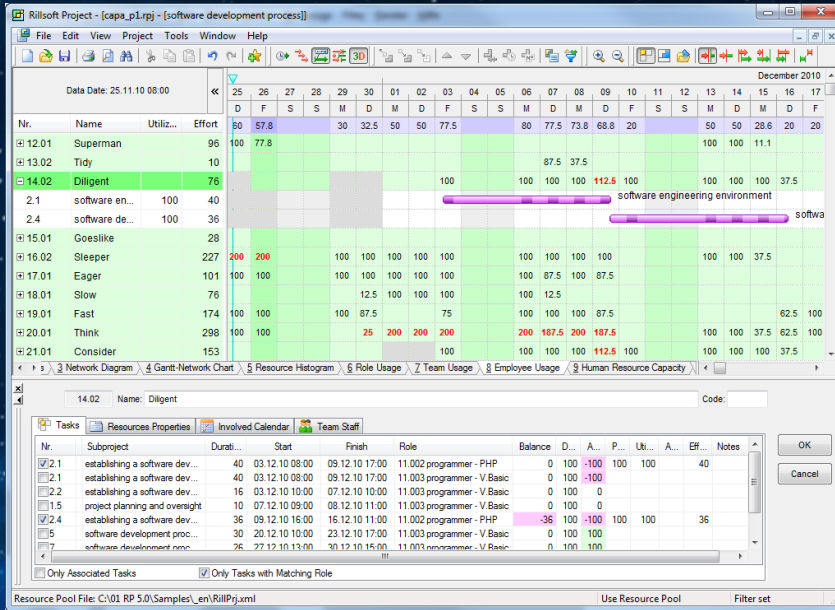 Rillsoft Project - [capa_p1.rpj - [software development process]]
File Edit View Project Tools Window Help
3D
December 2010
Data Date: 25.11.10 08:00 «
25 26 27 28 29 30 01 02 03 04 05 06 07 08 09 10 11 12 13 14 15 16 17
D F S S M D M D F S S M D M D F S S M D M D F
Nr. Name Utiliz... Effort 60 57.8 30 32.5 50 50 77.5 80 77.5 73.8 68.8 20 50 50 28.6 20 20
12.01 Superman 96 100 77.8 100 100 11.1
13.02 Tidy 10 87.5 37.5
14.02 Diligent 76 100 100 100 100 112.5 100 100 100 100 37.5
2.1 software en... 100 40 software engineering environment
2.4 software de... 100 36 softwa
15.01 Goeslike 28
16.02 Sleeper 227 200 200 100 100 100 100 100 100 100 100 100 100 100 37.5
17.01 Eager 101 100 100 100 100 100 100 100 100 87.5 100 87.5
18.01 Slow 76 12.5 100 100 100 100 12.5
19.01 Fast 174 100 100 100 87.5 75 100 100 100 87.5 62.5 100
20.01 Think 298 100 100 25 200 200 200 200 187.5 200 187.5 100 100 37.5 62.5 100
21.01 Consider 153 100 100 100 100 112.5 100 100 100 100 37.5
3 Network Diagram 4 Gantt-Network Chart 5 Resource Histogram 6 Role Usage 7 Team Usage 8 Employee Usage 9 Human Resource Capacity
14.02 Name: Diligent Code:
Tasks Resources Properties Involved Calendar Team Staff
OK
Cancel
Nr. Subproject Durati... Start Finish Role Balance D... A... P... Uti... A... Eff... Notes
2.1 establishing a software dev... 40 03.12.10 08:00 09.12.10 17:00 11.002 programmer - PHP 0 100 -100 100 100 40
2.1 establishing a software dev... 40 03.12.10 08:00 09.12.10 17:00 11.003 programmer - V.Basic 0 100 -100
2.2 establishing a software dev... 16 03.12.10 10:00 07.12.10 10:00 11.003 programmer - V.Basic 0 100 0
1.5 project planning and oversight 10 07.12.10 09:00 08.12.10 11:00 11.003 programmer - V.Basic 0 100 0
2.4 establishing a software dev... 36 09.12.10 16:00 16.12.10 11:00 11.002 programmer - PHP -36 100 -100 100 100 36
5 software development proc... 30 20.12.10 10:00 23.12.10 17:00 11.003 programmer - V.Basic 0 100 100
7 software development proc... 26 27.12.10 13:00 30.12.10 15:00 11.003 programmer - V.Basic 0 100 100
Only Associated Tasks Only Tasks with Matching Role
Resource Pool File: C:\01 RP 5.0\Samples\_en\RillPrj.xml Use Resource Pool Filter set